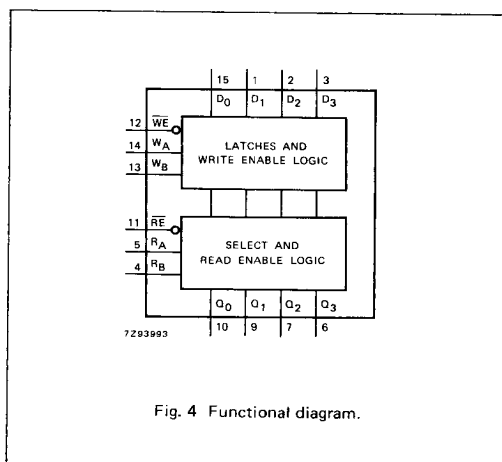 15 1 2 3
D0 D1 D2 D3
12 WE
14 WA
13 WB
LATCHES AND
WRITE ENABLE LOGIC
11 RE
5 RA
4 RB
SELECT AND
READ ENABLE LOGIC
Q0 Q1 Q2 Q3
7Z93993
10 9 7 6
Fig. 4 Functional diagram.